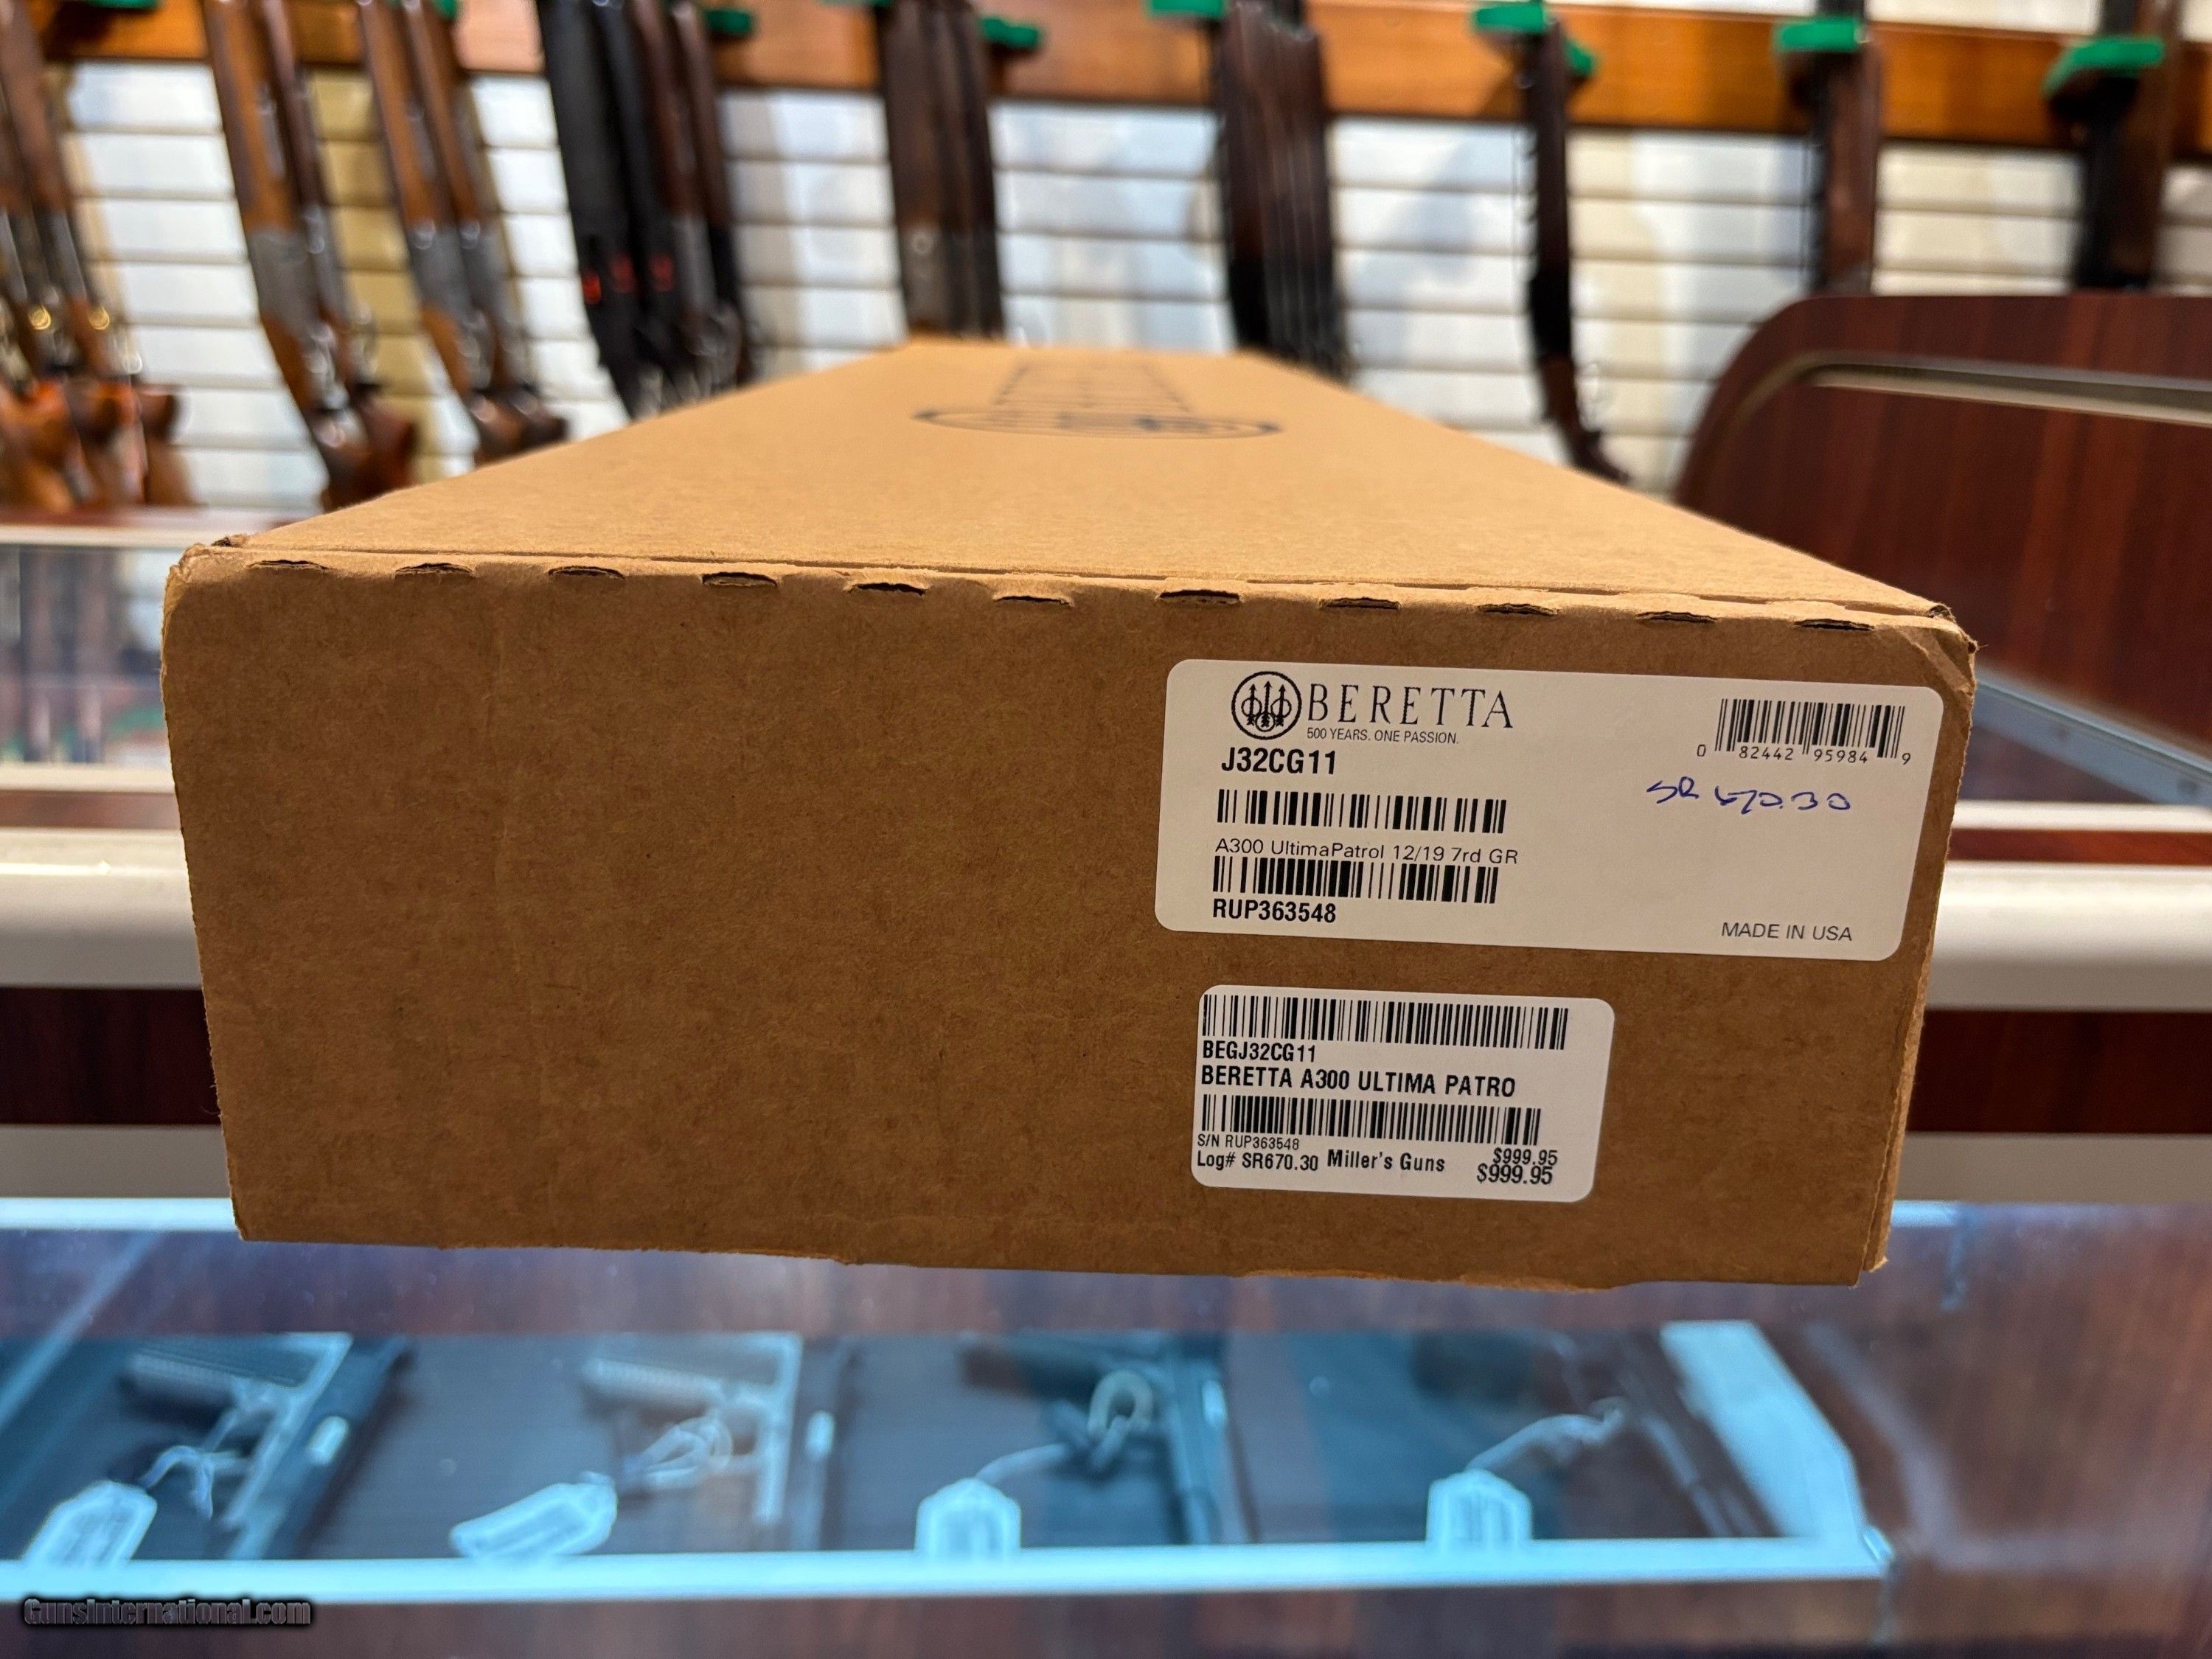 BERETTA
500 YEARS. ONE PASSION.
J32CG11
0 82442 95984 9
SR 670.30
A300 UltimaPatrol 12/19 7rd GR
RUP363548
MADE IN USA
BEGJ32CG11
BERETTA A300 ULTIMA PATRO
S/N RUP363548
$999.95
Log# SR670.30 Miller's Guns $999.95
GunsInternational.com